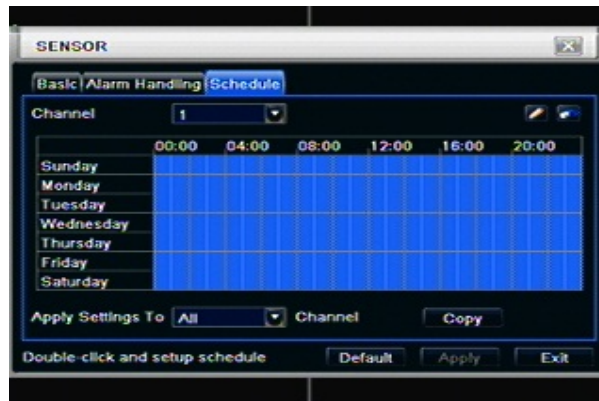 SENSOR
Basic Alarm Handling Schedule
Channel 1
00:00 04:00 08:00 12:00 16:00 20:00
Sunday
Monday
Tuesday
Wednesday
Thursday
Friday
Saturday
Apply Settings To All Channel Copy
Double-click and setup schedule Default Apply Exit